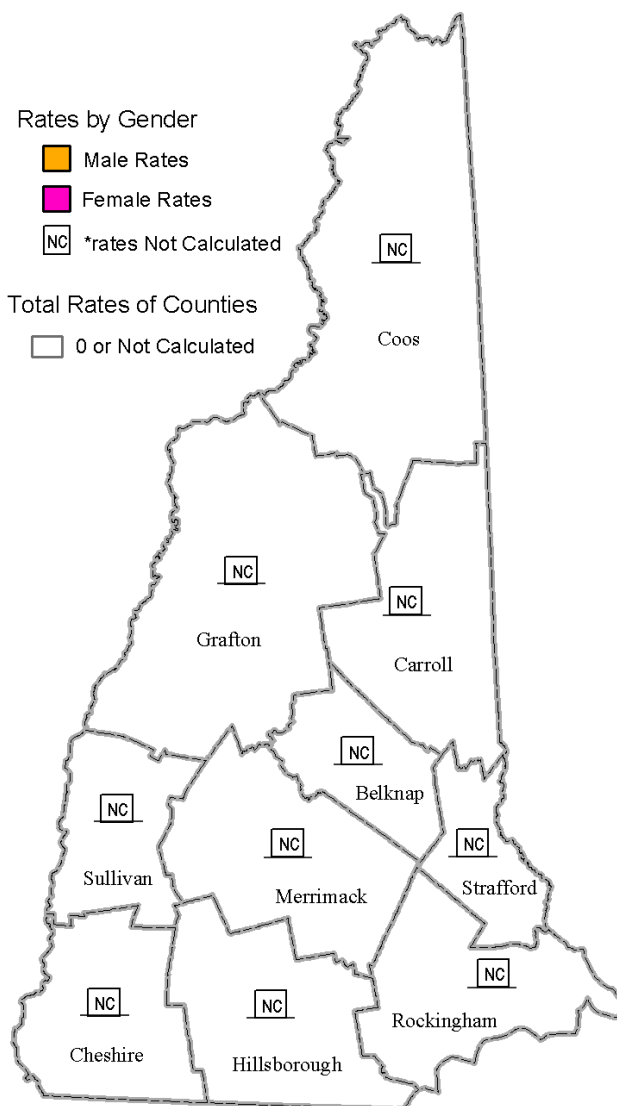 Rates by Gender
Male Rates
Female Rates
NC *rates Not Calculated
Total Rates of Counties
0 or Not Calculated
NC
Coos
NC
Grafton
NC
Carroll
NC
Belknap
NC
Sullivan
NC
Merrimack
NC
Strafford
NC
Rockingham
NC
Cheshire
NC
Hillsborough